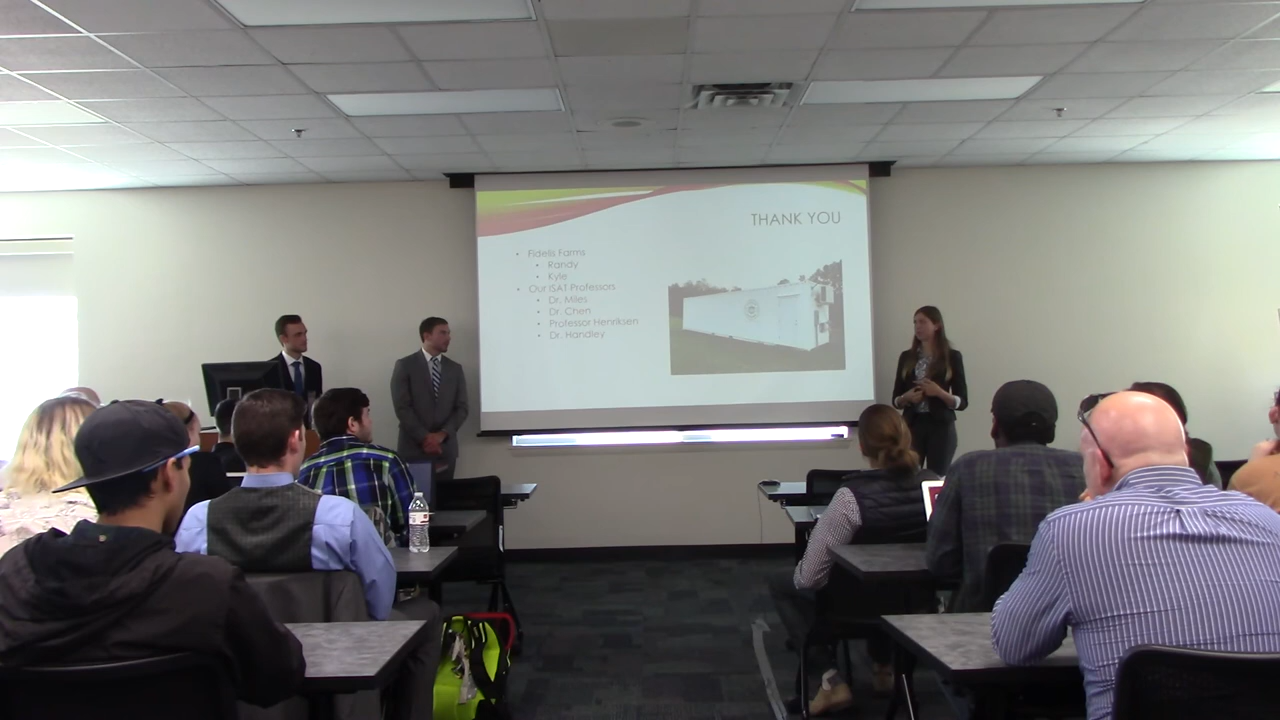 THANK YOU
• Fidelis Farms
• Randy
• Kyle
• Our ISAT Professors
• Dr. Miles
• Dr. Chen
• Professor Henriksen
• Dr. Handley